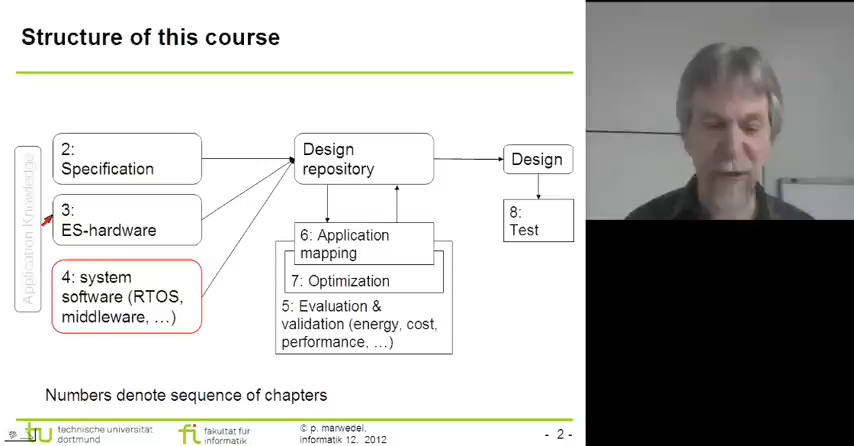 Structure of this course
Application Knowledge
2:
Specification
3:
ES-hardware
4: system
software (RTOS,
middleware, …)
Design
repository
6: Application
mapping
7: Optimization
5: Evaluation &
validation (energy, cost,
performance, …)
Design
8:
Test
Numbers denote sequence of chapters
tu technische universität
dortmund
fi fakultät für
informatik
© p. marwedel,
informatik 12, 2012
- 2 -